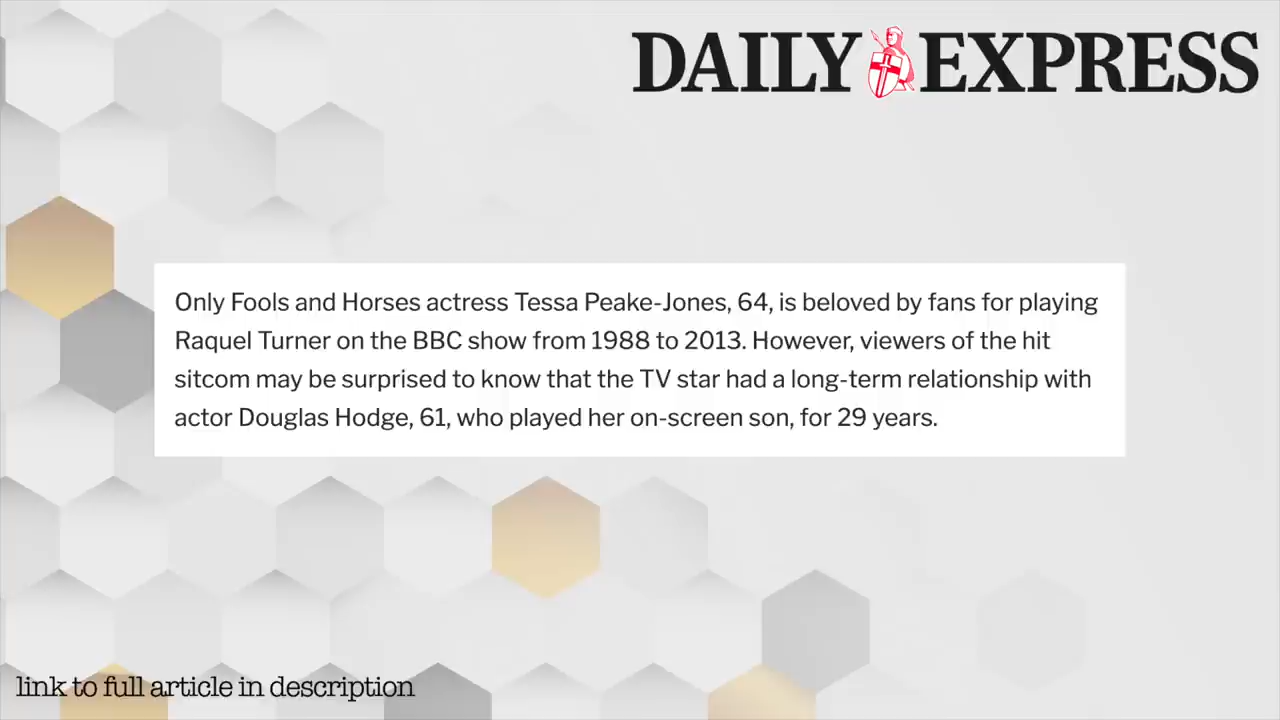 DAILY EXPRESS
Only Fools and Horses actress Tessa Peake-Jones, 64, is beloved by fans for playing
Raquel Turner on the BBC show from 1988 to 2013. However, viewers of the hit
sitcom may be surprised to know that the TV star had a long-term relationship with
actor Douglas Hodge, 61, who played her on-screen son, for 29 years.
link to full article in description